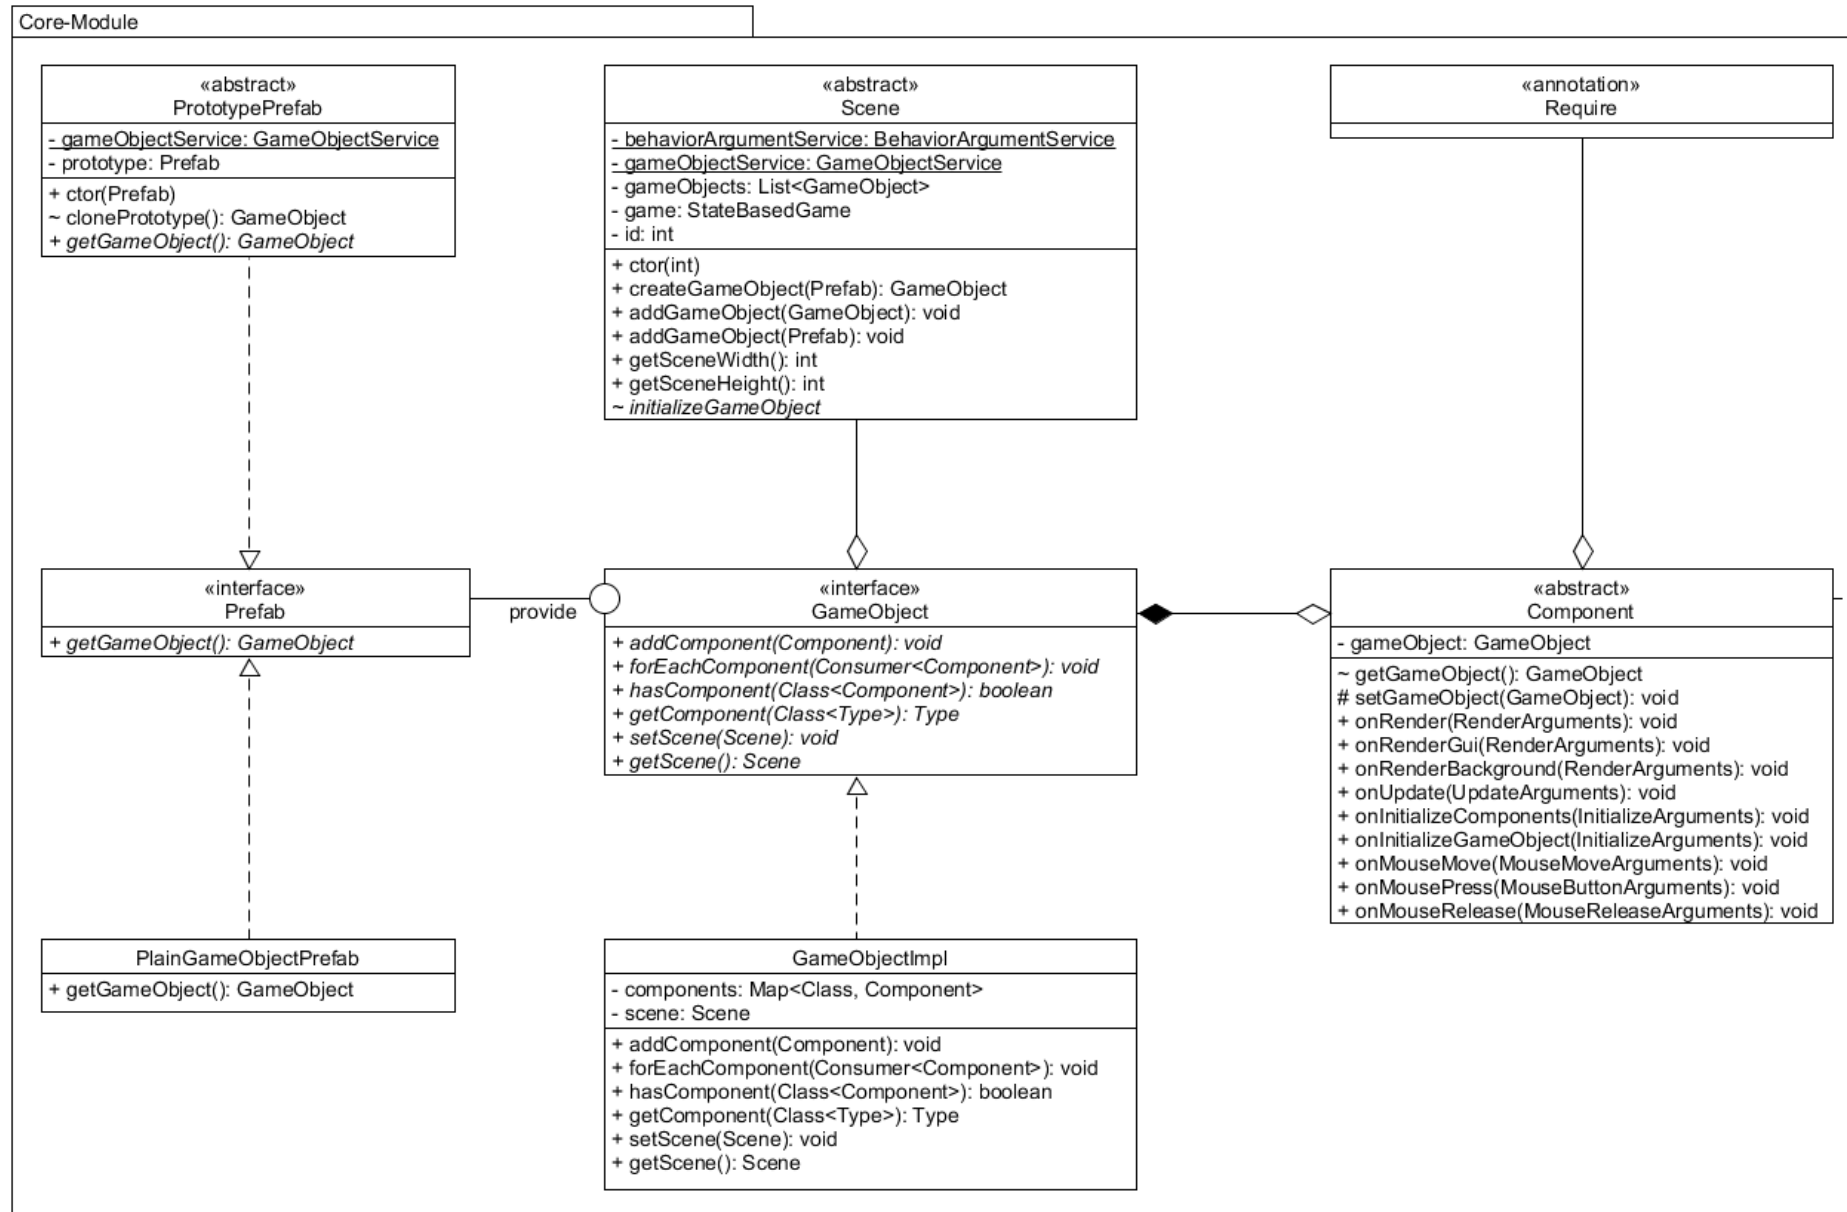 Core-Module
«abstract»
PrototypePrefab
- gameObjectService: GameObjectService
- prototype: Prefab
+ ctor(Prefab)
~ clonePrototype(): GameObject
+ getGameObject(): GameObject
«abstract»
Scene
- behaviorArgumentService: BehaviorArgumentService
- gameObjectService: GameObjectService
- gameObjects: List<GameObject>
- game: StateBasedGame
- id: int
+ ctor(int)
+ createGameObject(Prefab): GameObject
+ addGameObject(GameObject): void
+ addGameObject(Prefab): void
+ getSceneWidth(): int
+ getSceneHeight(): int
~ initializeGameObject
«annotation»
Require
«interface»
Prefab
+ getGameObject(): GameObject
provide
«interface»
GameObject
+ addComponent(Component): void
+ forEachComponent(Consumer<Component>): void
+ hasComponent(Class<Component>): boolean
+ getComponent(Class<Type>): Type
+ setScene(Scene): void
+ getScene(): Scene
«abstract»
Component
- gameObject: GameObject
~ getGameObject(): GameObject
# setGameObject(GameObject): void
+ onRender(RenderArguments): void
+ onRenderGui(RenderArguments): void
+ onRenderBackground(RenderArguments): void
+ onUpdate(UpdateArguments): void
+ onInitializeComponents(InitializeArguments): void
+ onInitializeGameObject(InitializeArguments): void
+ onMouseMove(MouseMoveArguments): void
+ onMousePress(MouseButtonArguments): void
+ onMouseRelease(MouseReleaseArguments): void
PlainGameObjectPrefab
+ getGameObject(): GameObject
GameObjectImpl
- components: Map<Class, Component>
- scene: Scene
+ addComponent(Component): void
+ forEachComponent(Consumer<Component>): void
+ hasComponent(Class<Component>): boolean
+ getComponent(Class<Type>): Type
+ setScene(Scene): void
+ getScene(): Scene